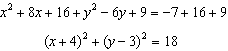 x² + 8x + 16 + y² − 6y + 9 = −7 + 16 + 9
(x + 4)² + (y − 3)² = 18